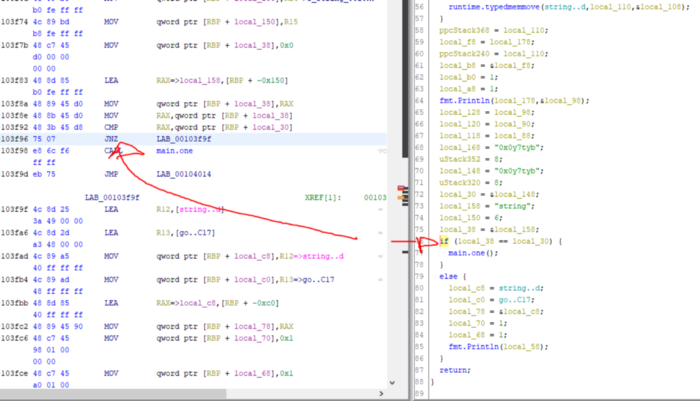 b0 fe ff ff
103f74 4c 89 bd MOV qword ptr [RBP + local_150],R15
b8 fe ff ff
103f7b 48 c7 45 MOV qword ptr [RBP + local_38],0x0
d0 00 00 00
00 00
103f83 48 8d 85 LEA RAX=>local_158,[RBP + -0x150]
b0 fe ff ff
103f8a 48 89 45 d0 MOV qword ptr [RBP + local_38],RAX
103f8e 48 8b 45 d0 MOV RAX,qword ptr [RBP + local_38]
103f92 48 3b 45 d8 CMP RAX,qword ptr [RBP + local_30]
103f96 75 07 JNZ LAB_00103f9f
103f98 e8 6c f6 CALL main.one
ff ff
103f9d eb 75 JMP LAB_00104014
LAB_00103f9f XREF[1]: 00103
103f9f 4c 8d 25 LEA R12,[string..d]
3a 49 00 00
103fa6 4c 8d 2d LEA R13,[go..C17]
a3 48 00 00
103fad 4c 89 a5 MOV qword ptr [RBP + local_c8],R12=>string..d
40 ff ff ff
103fb4 4c 89 ad MOV qword ptr [RBP + local_c0],R13=>go..C17
48 ff ff ff
103fbb 48 8d 85 LEA RAX=>local_c8,[RBP + -0xc0]
40 ff ff ff
103fc2 48 89 45 90 MOV qword ptr [RBP + local_78],RAX
103fc6 48 c7 45 MOV qword ptr [RBP + local_70],0x1
98 01 00
00 00
103fce 48 c7 45 MOV qword ptr [RBP + local_68],0x1
a0 01 00
56 runtime.typedmemmove(string..d,local_110,&local_108);
57 }
58 ppcStack368 = local_110;
59 local_f8 = local_178;
60 ppcStack240 = local_110;
61 local_b8 = &local_f8;
62 local_b0 = 1;
63 local_a8 = 1;
64 fmt.Println(local_178,&local_98);
65 local_128 = local_98;
66 local_120 = local_90;
67 local_118 = local_88;
68 local_168 = "0x0y7tyb";
69 uStack352 = 8;
70 local_148 = "0x0y7tyb";
71 uStack320 = 8;
72 local_30 = &local_148;
73 local_158 = "string";
74 local_150 = 6;
75 local_38 = &local_158;
if (local_38 == local_30) {
main.one();
78 }
79 else {
80 local_c8 = string..d;
81 local_c0 = go..C17;
82 local_78 = &local_c8;
83 local_70 = 1;
84 local_68 = 1;
85 fmt.Println(local_58);
86 }
87 return;
88 }
89